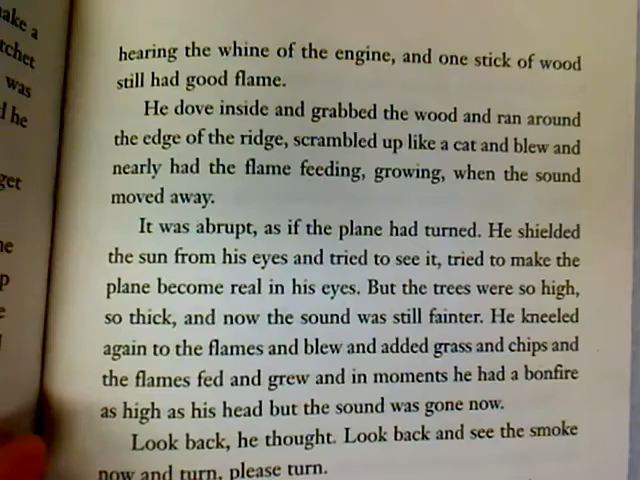 ake a
tchet
was
d he
get
hearing the whine of the engine, and one stick of wood
still had good flame.
He dove inside and grabbed the wood and ran around
the edge of the ridge, scrambled up like a cat and blew and
nearly had the flame feeding, growing, when the sound
moved away.
It was abrupt, as if the plane had turned. He shielded
the sun from his eyes and tried to see it, tried to make the
plane become real in his eyes. But the trees were so high,
so thick, and now the sound was still fainter. He kneeled
again to the flames and blew and added grass and chips and
the flames fed and grew and in moments he had a bonfire
as high as his head but the sound was gone now.
Look back, he thought. Look back and see the smoke
now and turn, please turn.